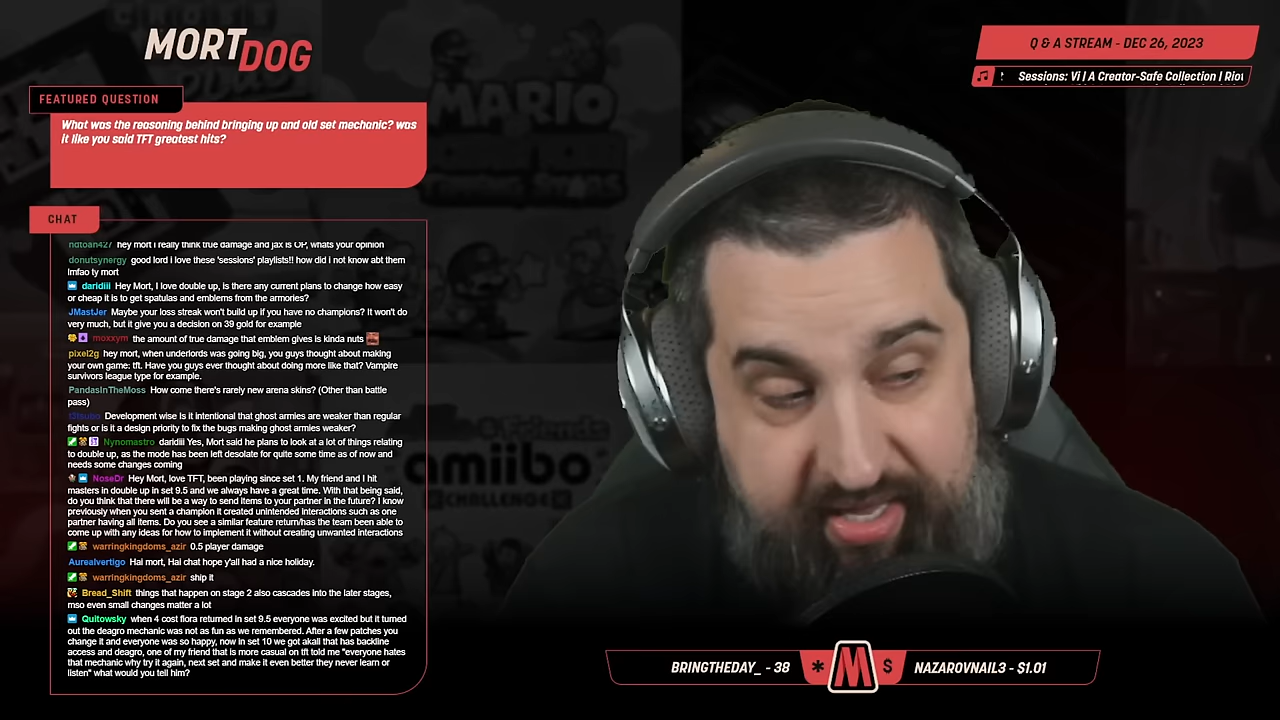 MORTDOG
Q & A STREAM - DEC 26, 2023
Sessions: Vi | A Creator-Safe Collection | Riot
FEATURED QUESTION
What was the reasoning behind bringing up and old set mechanic? was
it like you said TFT greatest hits?
CHAT
ndtoan427 hey mort i really think true damage and jax is OP, whats your opinion
donutsynergy good lord i love these 'sessions' playlists!! how did i not know abt them
lmfao ty mort
daridiii Hey Mort, I love double up, Is there any current plans to change how easy
or cheap it is to get spatulas and emblems from the armories?
JMastJer Maybe your loss streak won't build up if you have no champions? It won't do
very much, but it give you a decision on 39 gold for example
moxxym the amount of true damage that emblem gives is kinda nuts
pixel2g hey mort, when underlords was going big, you guys thought about making
your own game: tft. Have you guys ever thought about doing more like that? Vampire
survivors league type for example.
PandasInTheMoss How come there's rarely new arena skins? (Other than battle
pass)
Development wise Is it intentional that ghost armies are weaker than regular
fights or is it a design priority to fix the bugs making ghost armies weaker?
Nynomastro daridiii Yes, Mort said he plans to look at a lot of things relating
to double up, as the mode has been left desolate for quite some time as of now and
needs some changes coming
NoseDr Hey Mort, love TFT, been playing since set 1. My friend and I hit
masters in double up in set 9.5 and we always have a great time. With that being said,
do you think that there will be a way to send items to your partner in the future? I know
previously when you sent a champion it created unintended interactions such as one
partner having all items. Do you see a similar feature return/has the team been able to
come up with any ideas for how to implement it without creating unwanted interactions
warringkingdoms_azir 0.5 player damage
Aurealvertigo Hai mort, Hai chat hope y'all had a nice holiday.
warringkingdoms_azir ship it
Bread_Shift things that happen on stage 2 also cascades into the later stages,
mso even small changes matter a lot
Quitowsky when 4 cost fiora returned in set 9.5 everyone was excited but it turned
out the deagro mechanic was not as fun as we remembered. After a few patches you
change it and everyone was so happy, now in set 10 we got akali that has backline
access and deagro, one of my friend that is more casual on tft told me "everyone hates
that mechanic why try it again, next set and make it even better they never learn or
listen" what would you tell him?
MARIO
amiibo
CHALLENGE
BRINGTHEDAY_ - 38
* M $
NAZAROVNAIL3 - $1.01